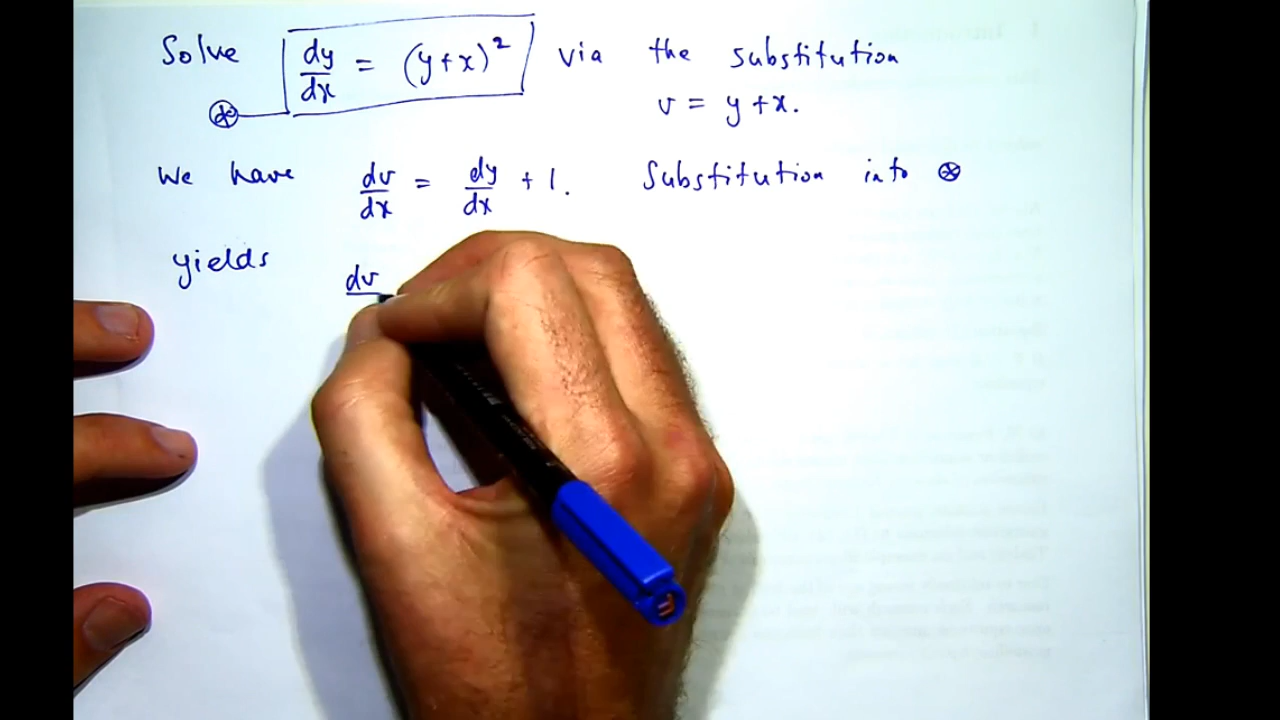 Solve dy/dx = (y+x)² via the substitution
⊛ v = y+x.
We have dv/dx = dy/dx + 1. Substitution into ⊛
yields dv